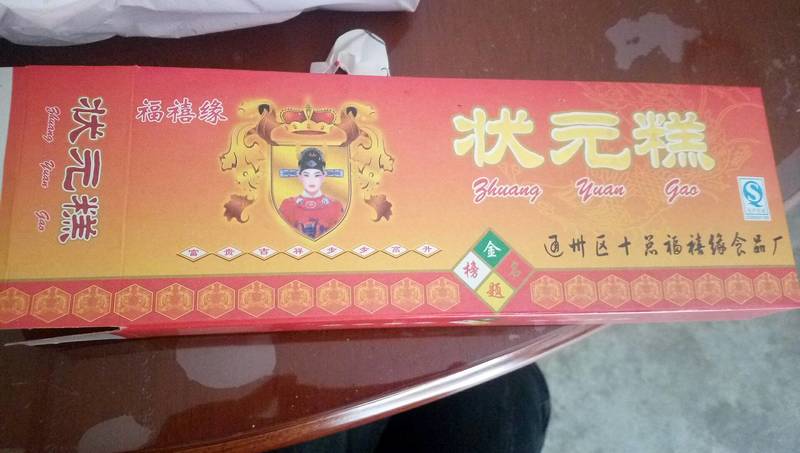 状元糕
Zhuang Yuan Gao
福禧缘
状元糕
Zhuang Yuan Gao
富贵吉祥步步高升
金榜题名
通州区十总福禧缘食品厂